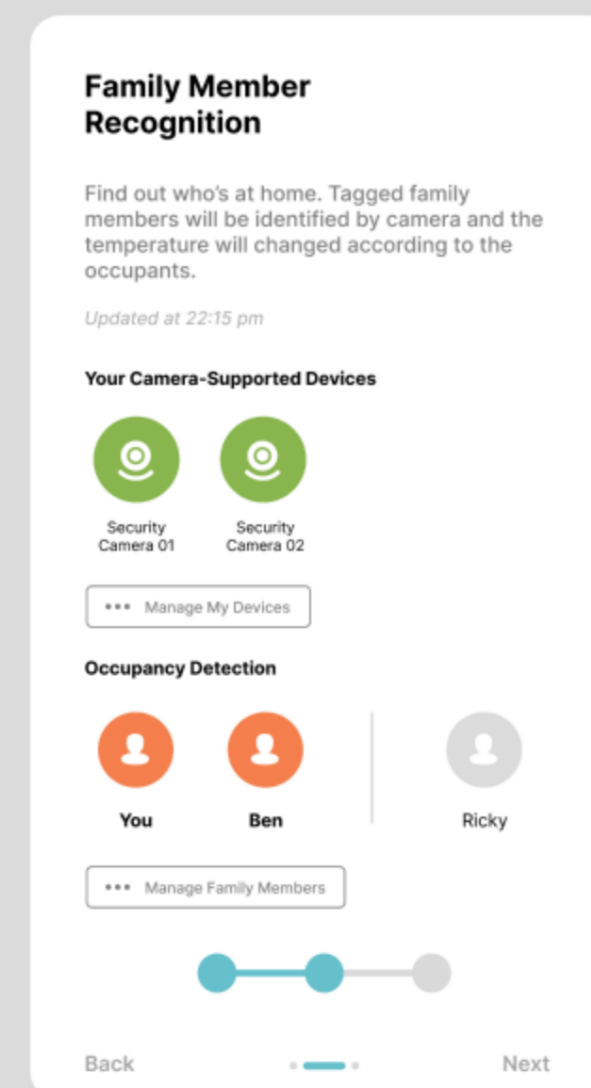 Family Member
Recognition
Find out who's at home. Tagged family
members will be identified by camera and the
temperature will changed according to the
occupants.
Updated at 22:15 pm
Your Camera-Supported Devices
Security
Camera 01
Security
Camera 02
Manage My Devices
Occupancy Detection
You
Ben
Ricky
Manage Family Members
Back
Next